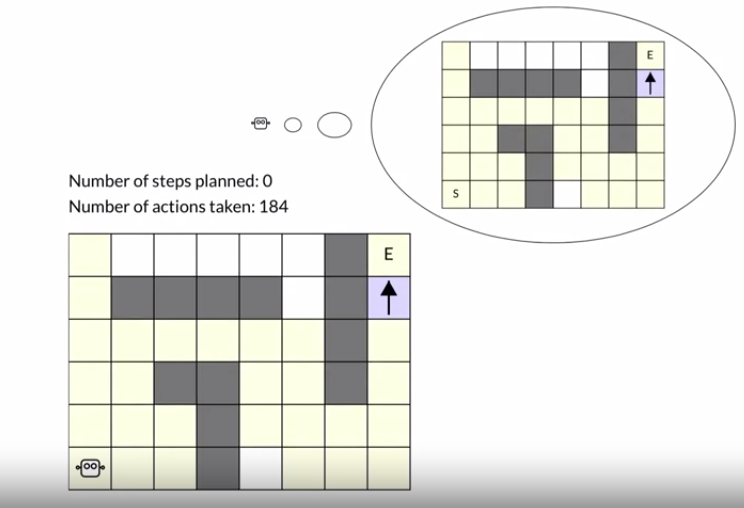 E
S
Number of steps planned: 0
Number of actions taken: 184
E